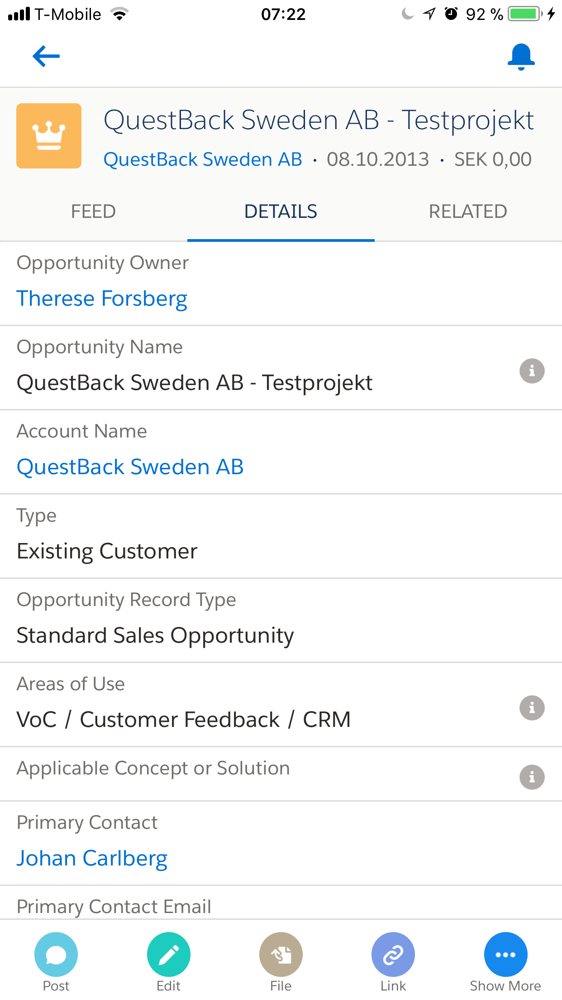 T-Mobile 07:22 92 %
QuestBack Sweden AB - Testprojekt
QuestBack Sweden AB · 08.10.2013 · SEK 0,00
FEED DETAILS RELATED
Opportunity Owner
Therese Forsberg
Opportunity Name
QuestBack Sweden AB - Testprojekt
Account Name
QuestBack Sweden AB
Type
Existing Customer
Opportunity Record Type
Standard Sales Opportunity
Areas of Use
VoC / Customer Feedback / CRM
Applicable Concept or Solution
Primary Contact
Johan Carlberg
Primary Contact Email
Post Edit File Link Show More